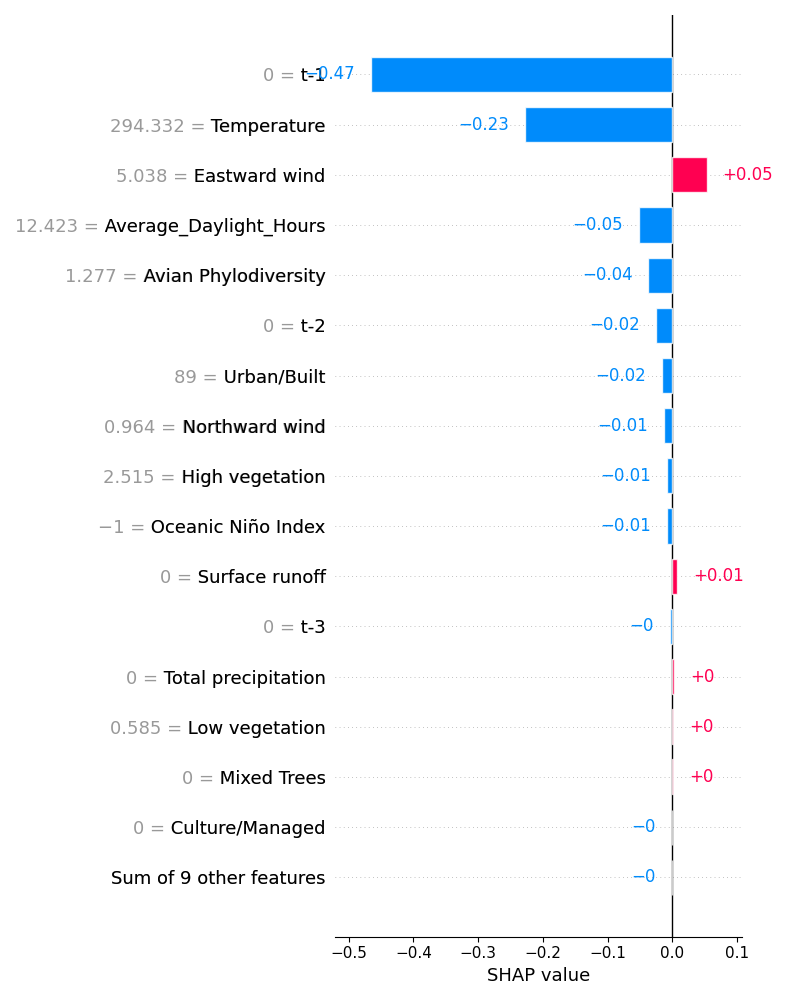 0 = t-1 −0.47
294.332 = Temperature −0.23
5.038 = Eastward wind +0.05
12.423 = Average_Daylight_Hours −0.05
1.277 = Avian Phylodiversity −0.04
0 = t-2 −0.02
89 = Urban/Built −0.02
0.964 = Northward wind −0.01
2.515 = High vegetation −0.01
−1 = Oceanic Niño Index −0.01
0 = Surface runoff +0.01
0 = t-3 −0
0 = Total precipitation +0
0.585 = Low vegetation +0
0 = Mixed Trees +0
0 = Culture/Managed −0
Sum of 9 other features −0
−0.5 −0.4 −0.3 −0.2 −0.1 0.0 0.1
SHAP value